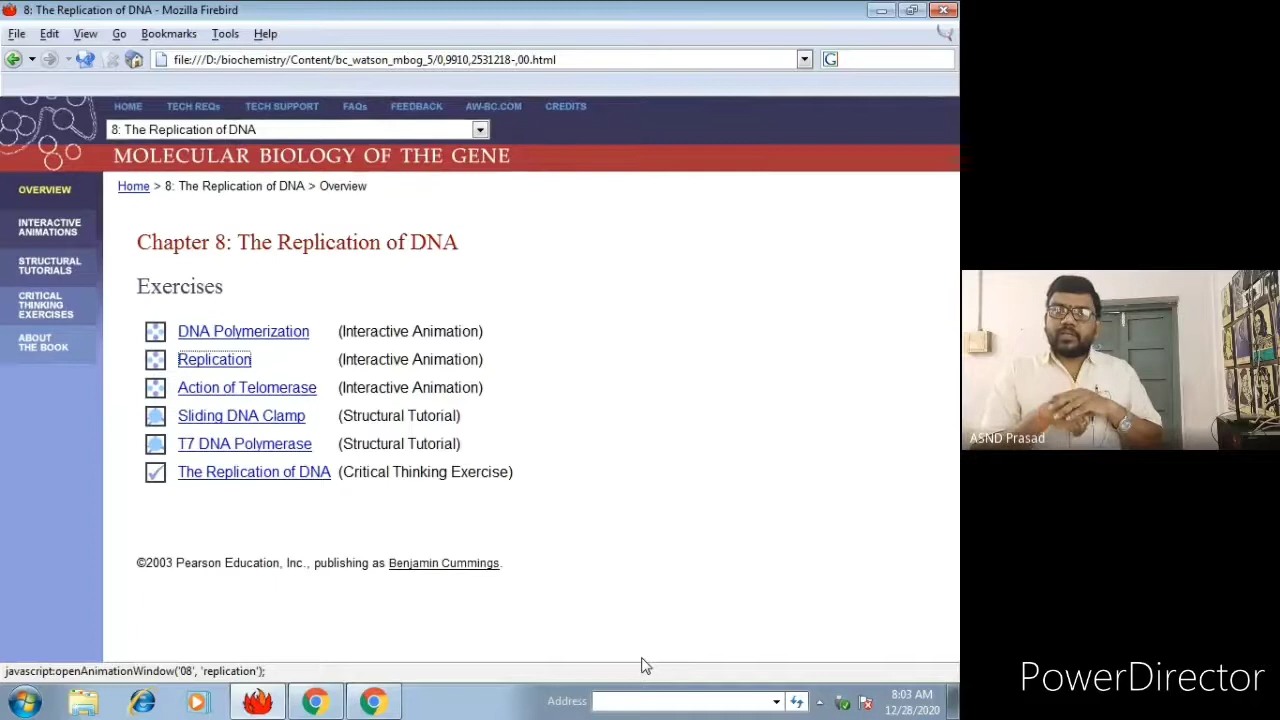 8: The Replication of DNA - Mozilla Firebird
File Edit View Go Bookmarks Tools Help
file:///D:/biochemistry/Content/bc_watson_mbog_5/0,9910,2531218-,00.html
G
HOME TECH REQs TECH SUPPORT FAQs FEEDBACK AW-BC.COM CREDITS
8: The Replication of DNA
MOLECULAR BIOLOGY OF THE GENE
OVERVIEW
INTERACTIVE
ANIMATIONS
STRUCTURAL
TUTORIALS
CRITICAL
THINKING
EXERCISES
ABOUT
THE BOOK
Home > 8: The Replication of DNA > Overview
Chapter 8: The Replication of DNA
Exercises
DNA Polymerization (Interactive Animation)
Replication (Interactive Animation)
Action of Telomerase (Interactive Animation)
Sliding DNA Clamp (Structural Tutorial)
T7 DNA Polymerase (Structural Tutorial)
The Replication of DNA (Critical Thinking Exercise)
©2003 Pearson Education, Inc., publishing as Benjamin Cummings.
ASND Prasad
javascript:openAnimationWindow('08', 'replication');
Address
8:03 AM
12/28/2020
PowerDirector